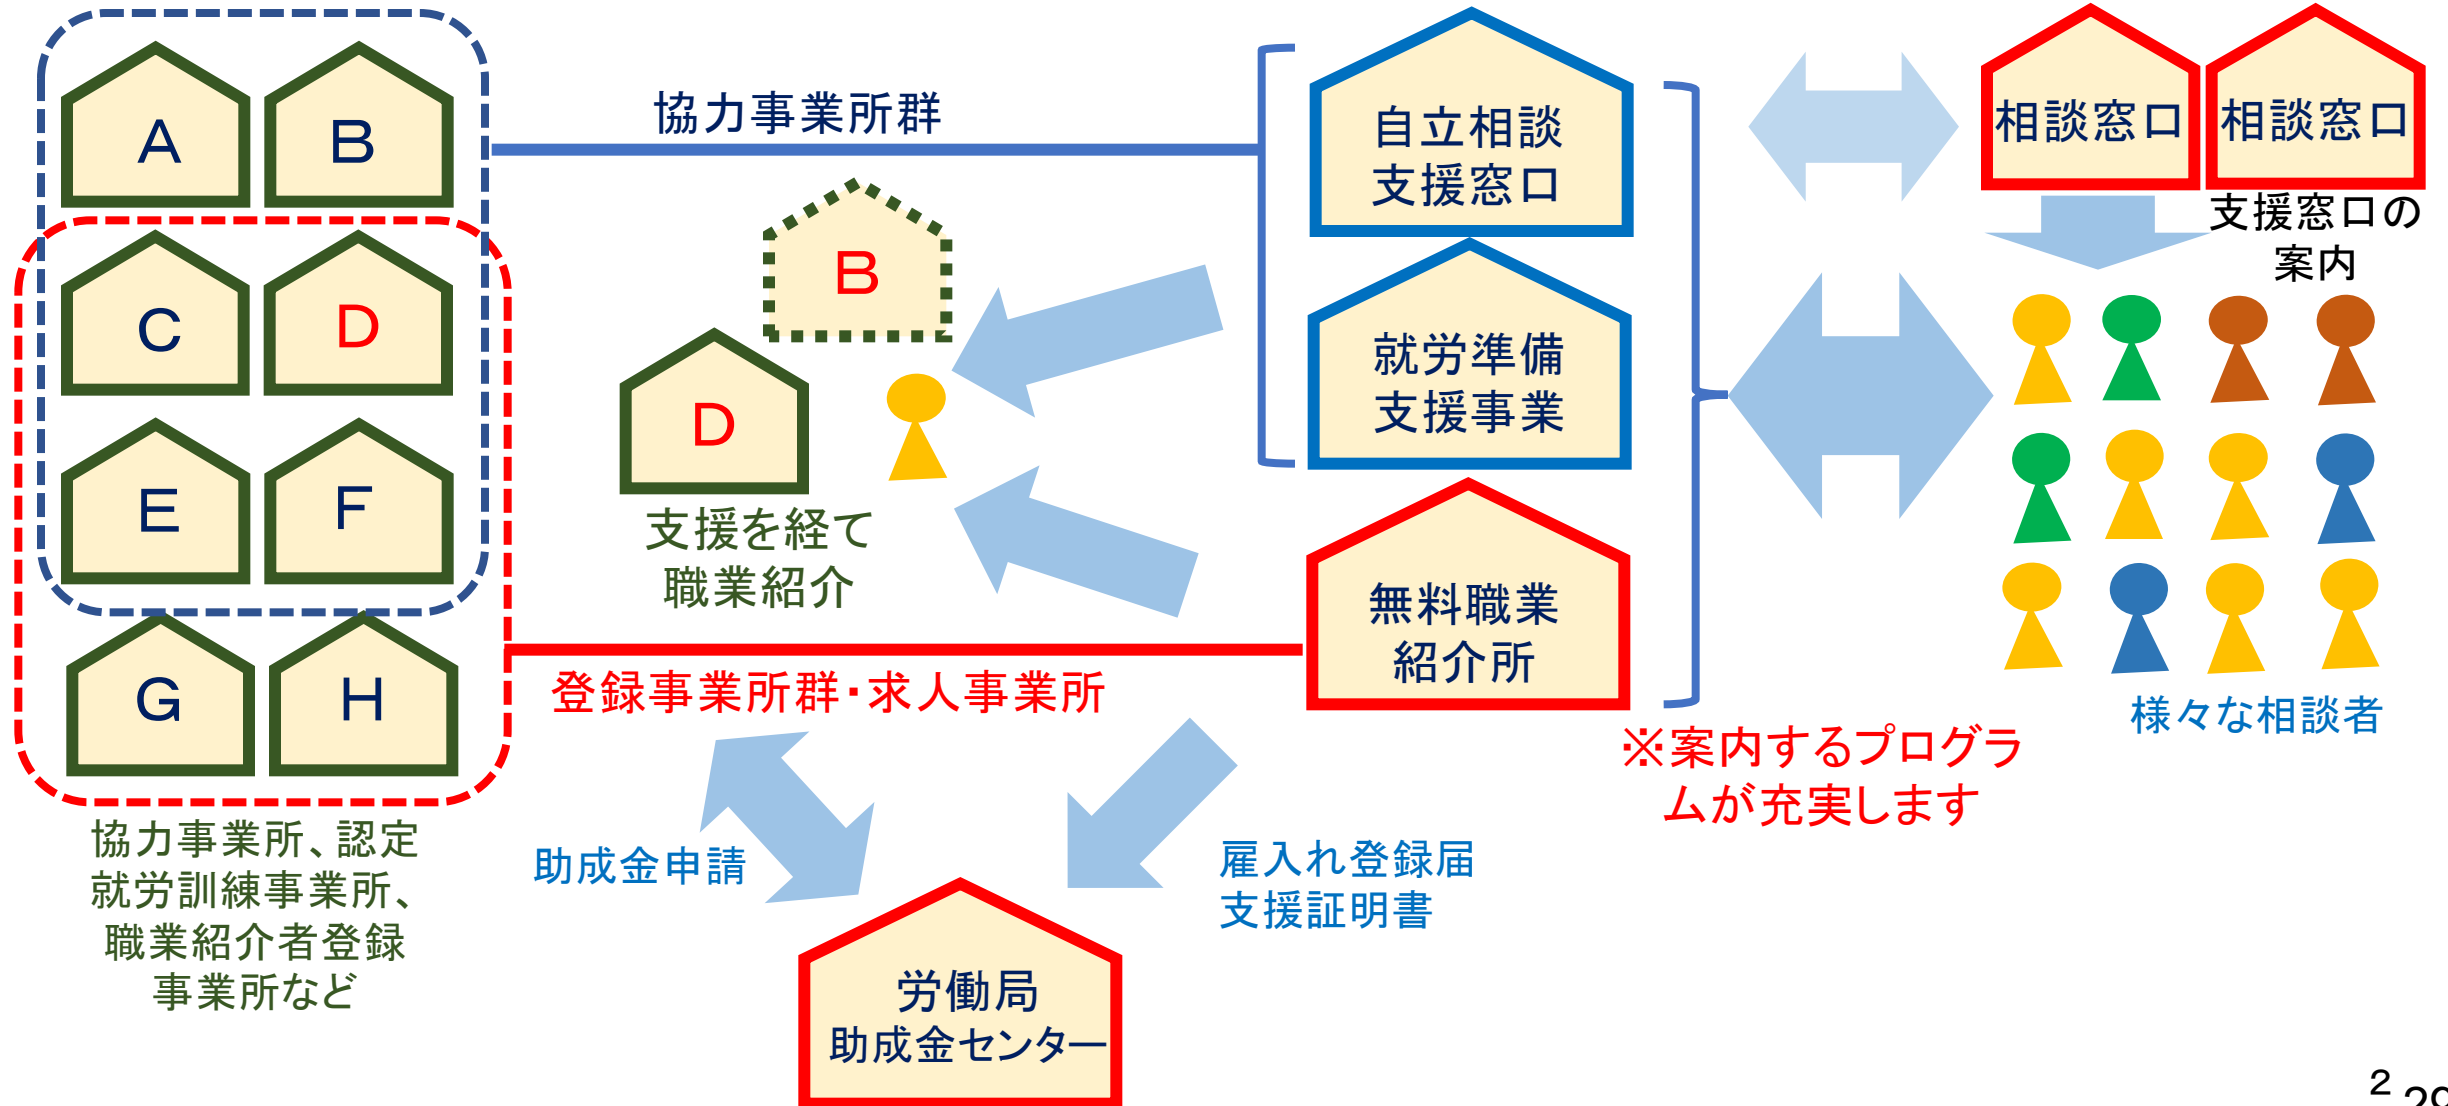 A
B
C
D
E
F
G
H
協力事業所、認定
就労訓練事業所、
職業紹介者登録
事業所など
協力事業所群
B
D
支援を経て
職業紹介
登録事業所群・求人事業所
助成金申請
雇入れ登録届
支援証明書
労働局
助成金センター
自立相談
支援窓口
就労準備
支援事業
無料職業
紹介所
※案内するプログラ
ムが充実します
相談窓口
相談窓口
支援窓口の
案内
様々な相談者
2